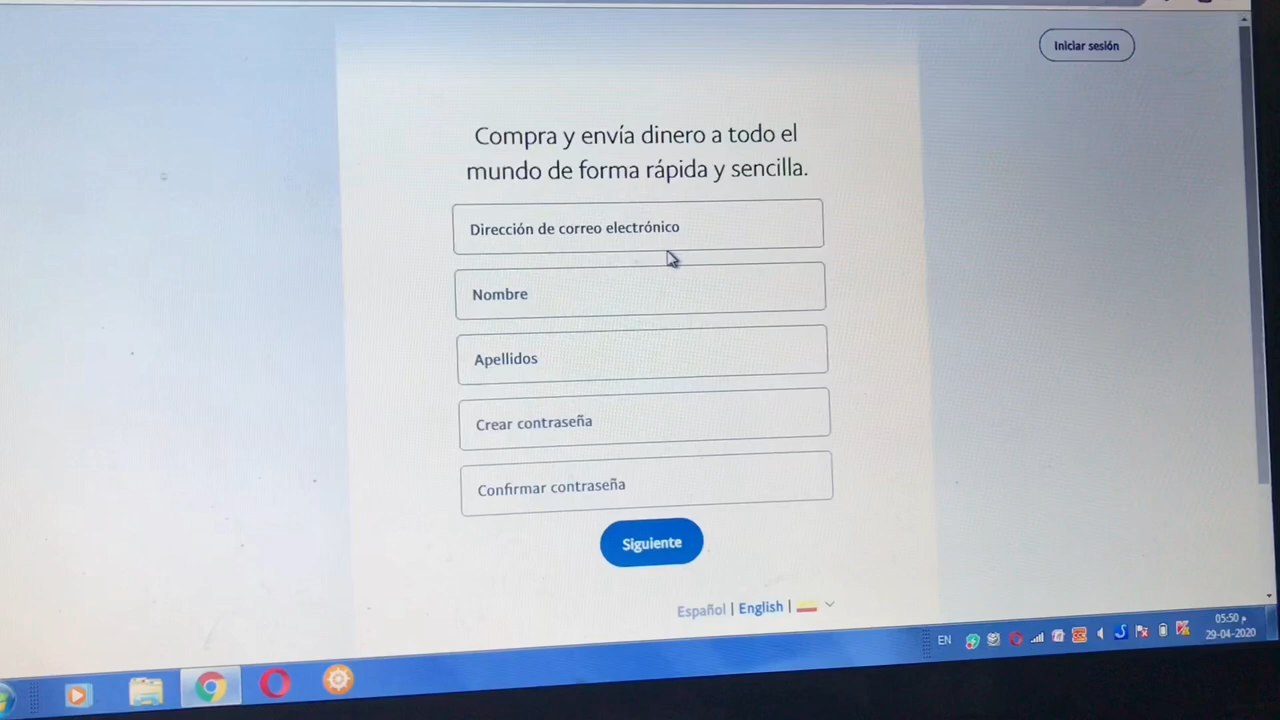 Iniciar sesión
Compra y envía dinero a todo el
mundo de forma rápida y sencilla.
Dirección de correo electrónico
Nombre
Apellidos
Crear contraseña
Confirmar contraseña
Siguiente
Español | English |
EN
05:50 م
29-04-2020